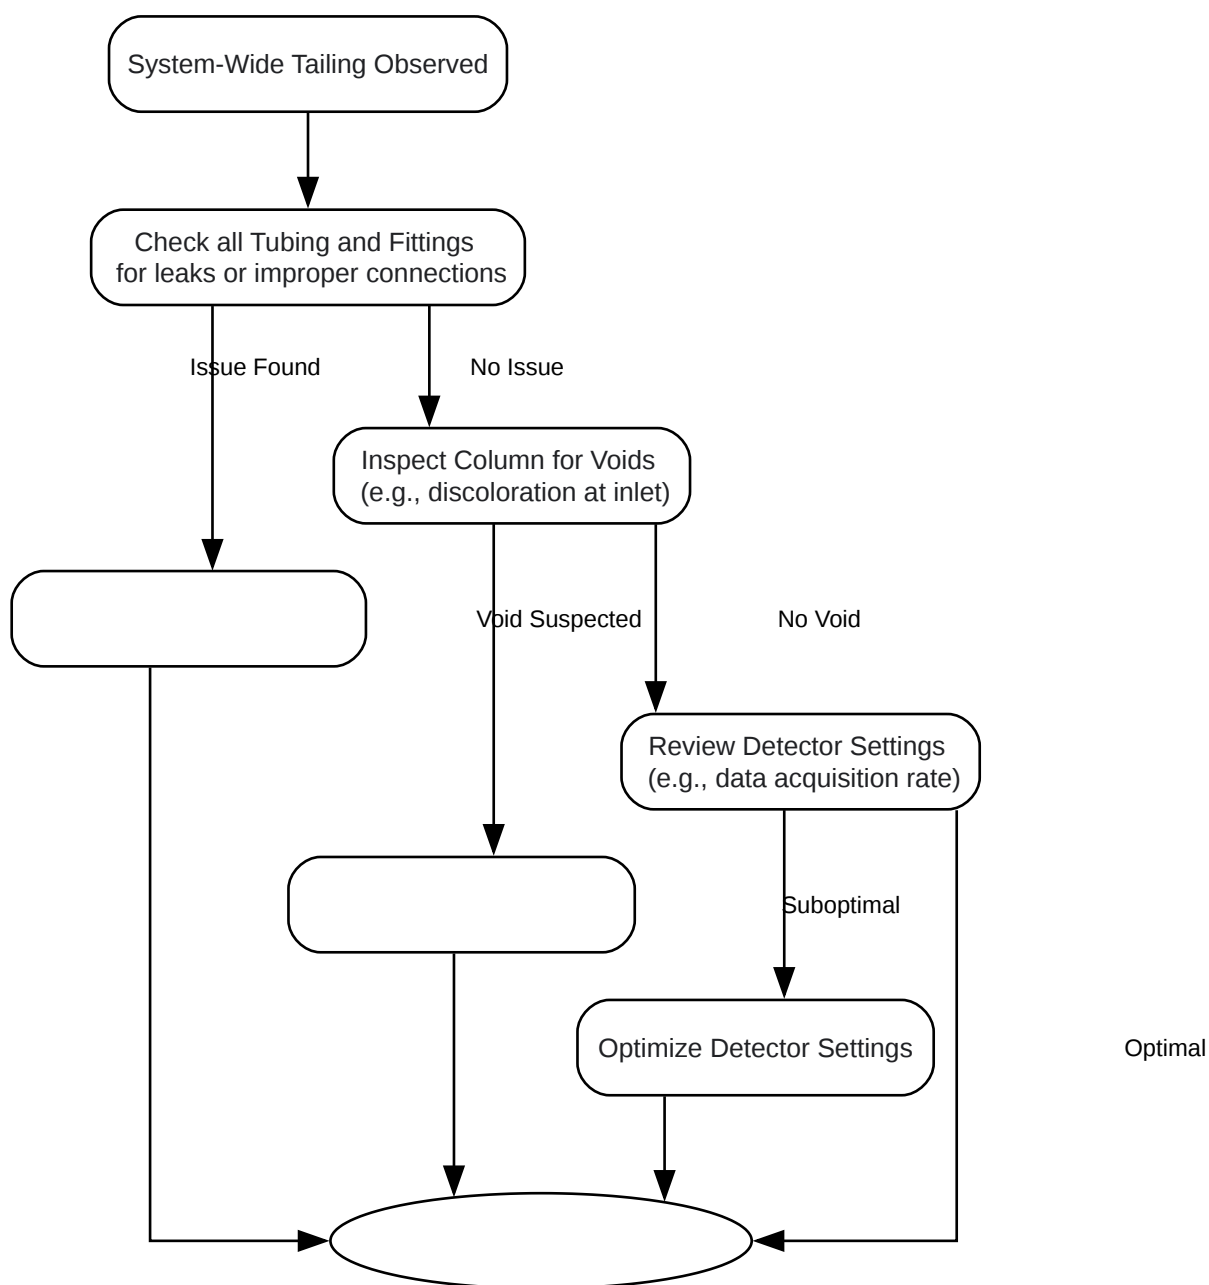 System-Wide Tailing Observed
Check all Tubing and Fittings
for leaks or improper connections
Issue Found
No Issue
Inspect Column for Voids
(e.g., discoloration at inlet)
Void Suspected
No Void
Review Detector Settings
(e.g., data acquisition rate)
Suboptimal
Optimize Detector Settings
Optimal